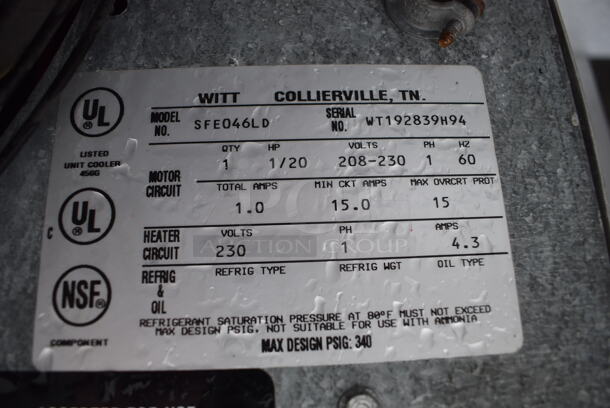 WITT COLLIERVILLE, TN.
UL ®
MODEL NO. SFE046LD SERIAL NO. WT192839H94
LISTED
UNIT COOLER
456G
MOTOR CIRCUIT
QTY HP VOLTS PH HZ
1 1/20 208-230 1 60
TOTAL AMPS MIN CKT AMPS MAX OVRCRT PROT
1.0 15.0 15
C UL ®
HEATER CIRCUIT
VOLTS PH AMPS
230 1 4.3
AUCTION GROUP
REFRIG & OIL
REFRIG TYPE REFRIG WGT OIL TYPE
NSF®
COMPONENT
REFRIGERANT SATURATION PRESSURE AT 80°F MUST NOT EXCEED
MAX DESIGN PSIG. NOT SUITABLE FOR USE WITH AMMONIA
MAX DESIGN PSIG: 340